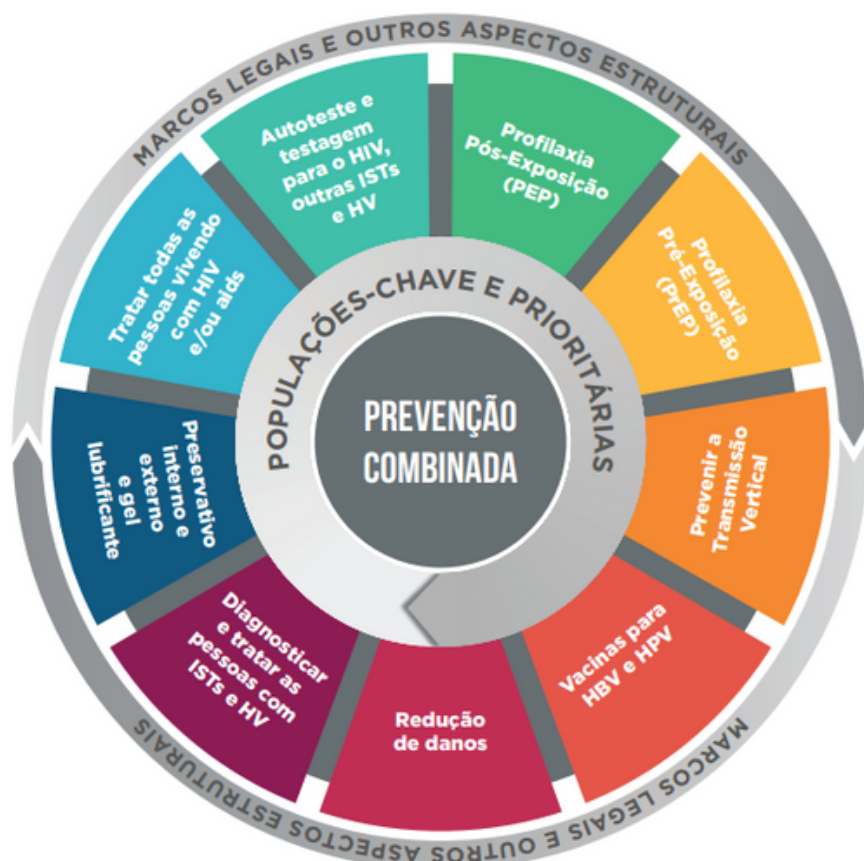 MARCOS LEGAIS E OUTROS ASPECTOS ESTRUTURAIS
Autoteste e
testagem
para o HIV,
outras ISTs
e HV
Profilaxia
Pós-Exposição
(PEP)
Profilaxia
Pré-Exposição
(PrEP)
Prevenir a
Transmissão
Vertical
Vacinas para
HBV e HPV
Redução
de danos
Diagnosticar
e tratar as
pessoas com
ISTs e HV
Preservativo
interno e
externo
e gel
lubrificante
Tratar todas as
pessoas vivendo
com HIV
e/ou aids
POPULAÇÕES-CHAVE E PRIORITÁRIAS
PREVENÇÃO
COMBINADA
MARCOS LEGAIS E OUTROS ASPECTOS ESTRUTURAIS